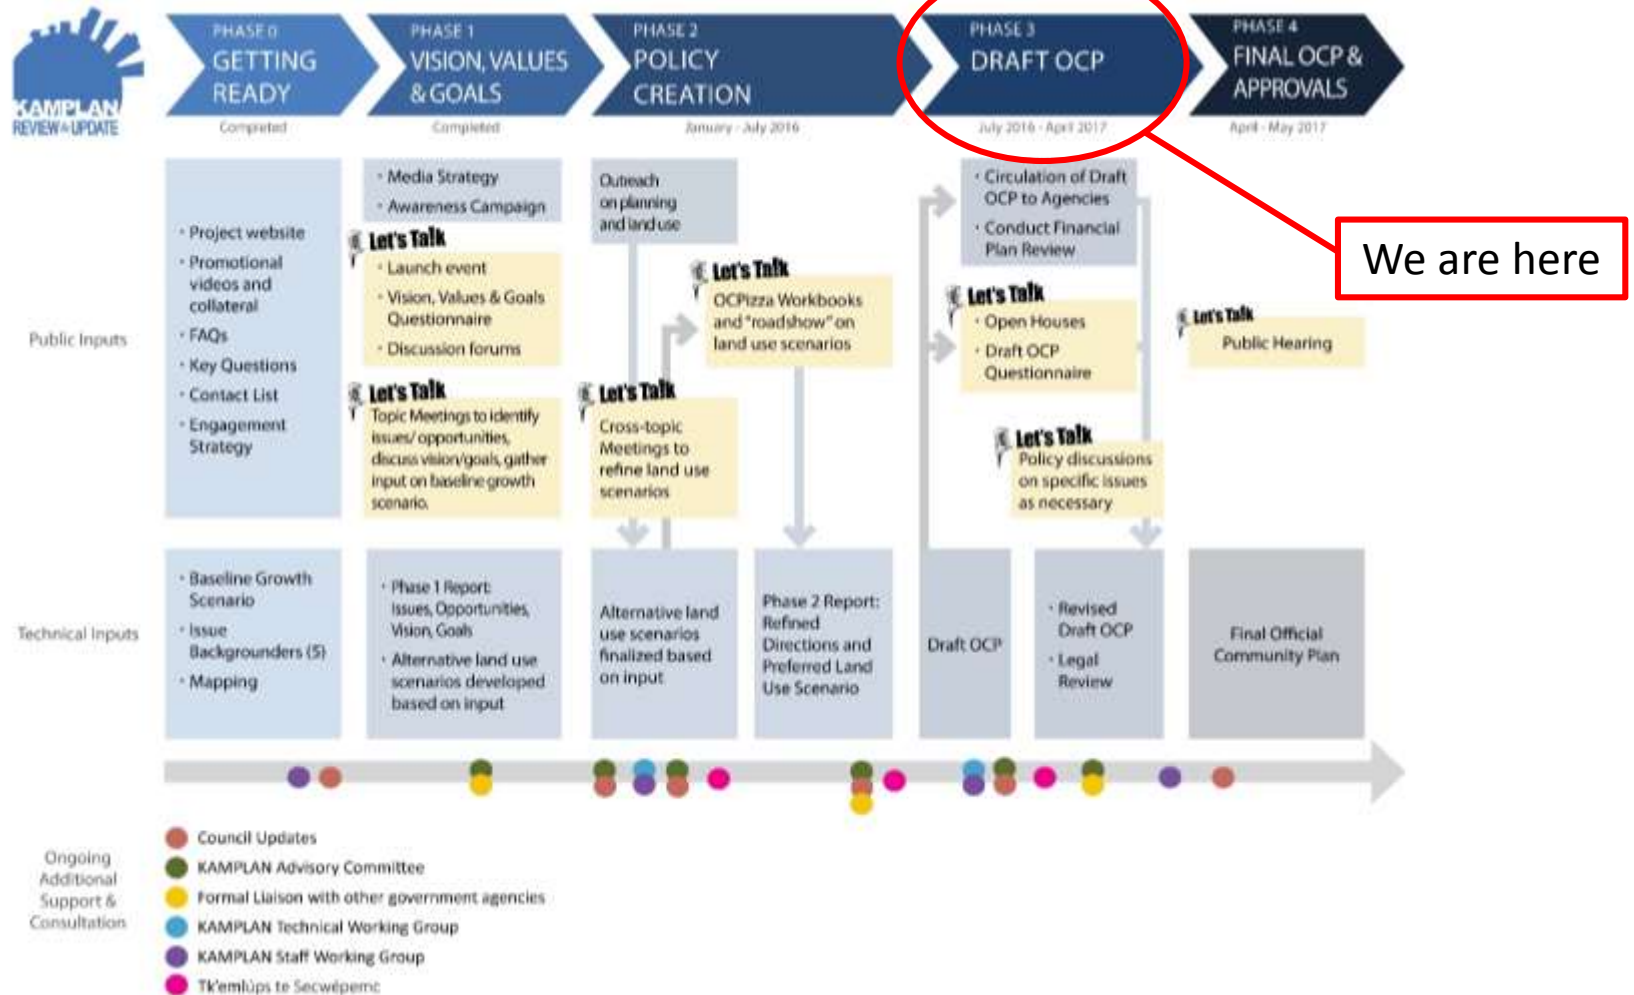 KAMPLAN
REVIEW & UPDATE
PHASE 0
GETTING
READY
Completed
PHASE 1
VISION, VALUES
& GOALS
Completed
PHASE 2
POLICY
CREATION
January - July 2016
PHASE 3
DRAFT OCP
July 2016 - April 2017
PHASE 4
FINAL OCP &
APPROVALS
April - May 2017
We are here
Public Inputs
• Project website
• Promotional
videos and
collateral
• FAQs
• Key Questions
• Contact List
• Engagement
Strategy
• Media Strategy
• Awareness Campaign
Let's Talk
• Launch event
• Vision, Values & Goals
Questionnaire
• Discussion forums
Let's Talk
Topic Meetings to identify
issues/ opportunities,
discuss vision/goals, gather
input on baseline growth
scenario.
Outreach
on planning
and land use
Let's Talk
Cross-topic
Meetings to
refine land use
scenarios
Let's Talk
OCPizza Workbooks
and "roadshow" on
land use scenarios
• Circulation of Draft
OCP to Agencies
• Conduct Financial
Plan Review
Let's Talk
• Open Houses
• Draft OCP
Questionnaire
Let's Talk
Policy discussions
on specific issues
as necessary
Let's Talk
Public Hearing
Technical Inputs
• Baseline Growth
Scenario
• Issue
Backgrounders (5)
• Mapping
• Phase 1 Report:
Issues, Opportunities,
Vision, Goals
• Alternative land use
scenarios developed
based on input
Alternative land
use scenarios
finalized based
on input
Phase 2 Report:
Refined
Directions and
Preferred Land
Use Scenario
Draft OCP
• Revised
Draft OCP
• Legal
Review
Final Official
Community Plan
Ongoing
Additional
Support &
Consultation
Council Updates
KAMPLAN Advisory Committee
Formal Liaison with other government agencies
KAMPLAN Technical Working Group
KAMPLAN Staff Working Group
Tk'emlúps te Secwépemc